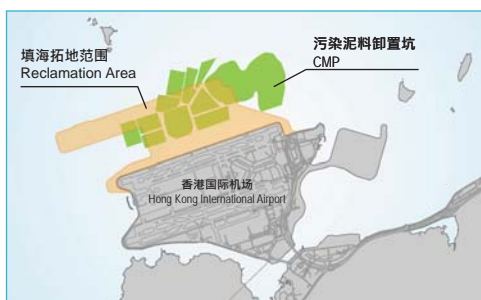 填海拓地范围
Reclamation Area
污染泥料卸置坑
CMP
香港国际机场
Hong Kong International Airport